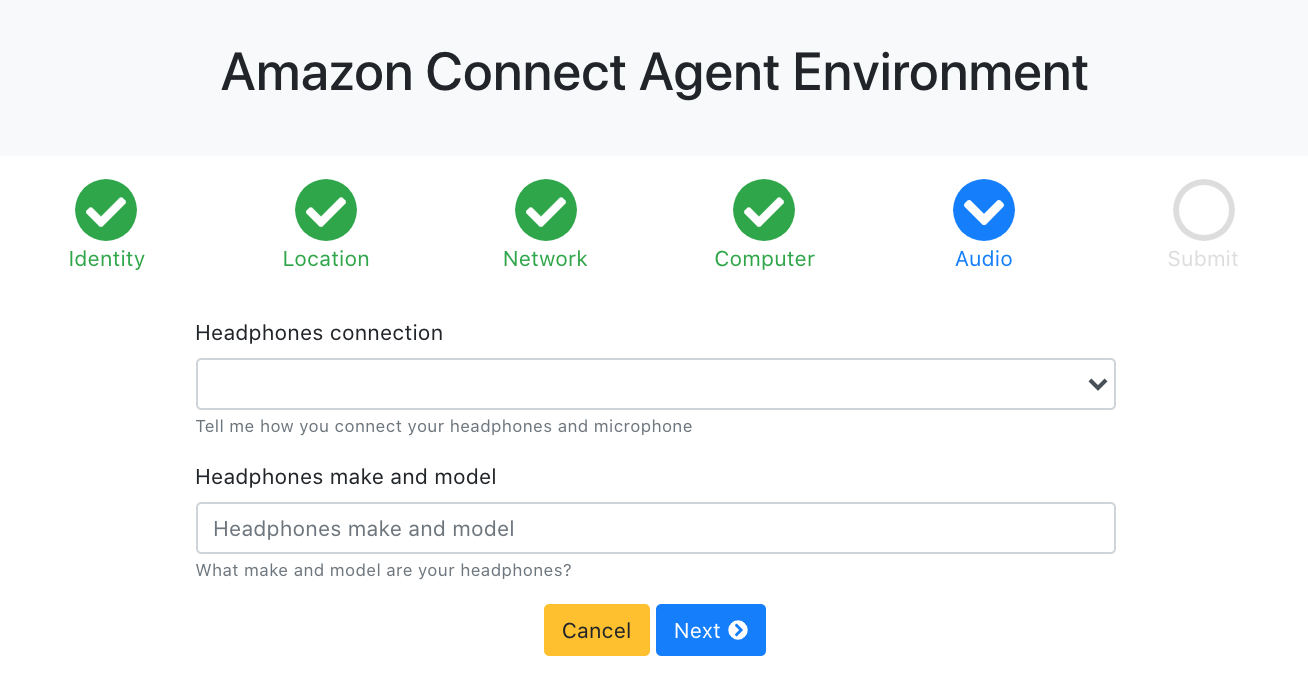 Amazon Connect Agent Environment
Identity
Location
Network
Computer
Audio
Submit
Headphones connection
Tell me how you connect your headphones and microphone
Headphones make and model
Headphones make and model
What make and model are your headphones?
Cancel
Next